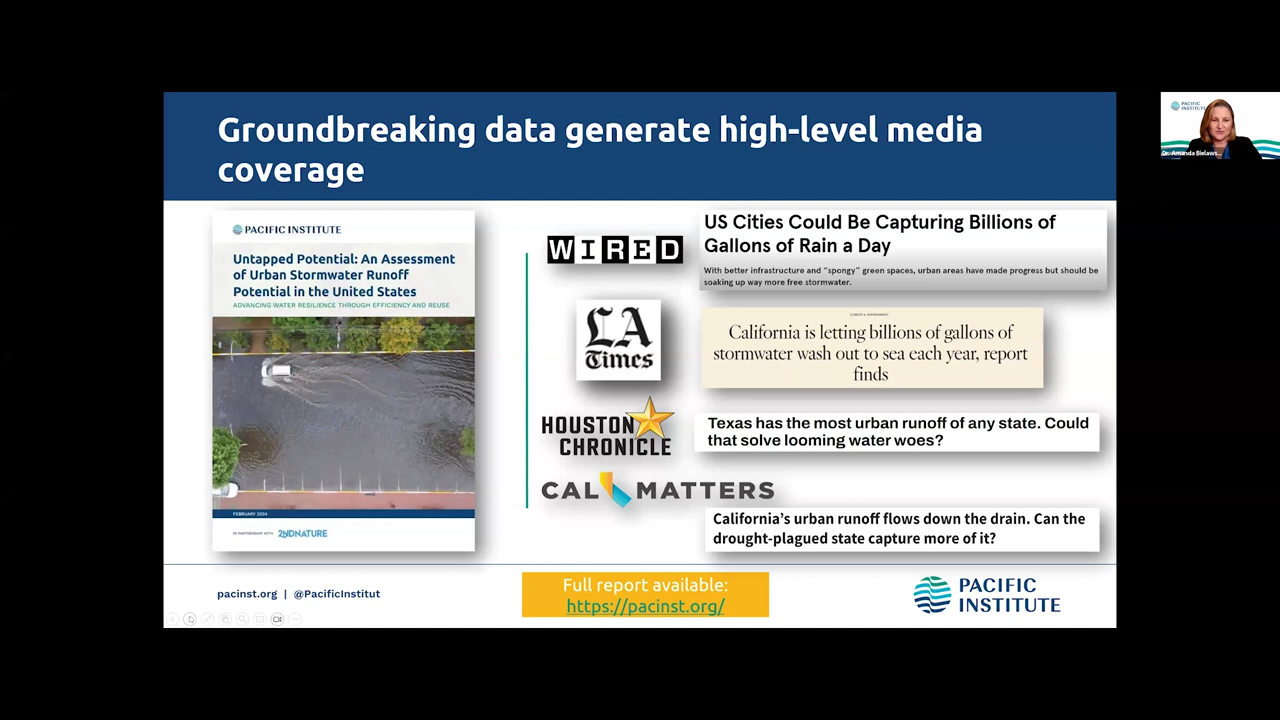 Groundbreaking data generate high-level media
coverage
PACIFIC INSTITUTE
Untapped Potential: An Assessment
of Urban Stormwater Runoff
Potential in the United States
ADVANCING WATER RESILIENCE THROUGH EFFICIENCY AND REUSE
FEBRUARY 2024
IN PARTNERSHIP WITH 2NDNATURE
WIRED
US Cities Could Be Capturing Billions of
Gallons of Rain a Day
With better infrastructure and “spongy” green spaces, urban areas have made progress but should be
soaking up way more free stormwater.
LA
Times
CLIMATE & ENVIRONMENT
California is letting billions of gallons of
stormwater wash out to sea each year, report
finds
HOUSTON
CHRONICLE
Texas has the most urban runoff of any state. Could
that solve looming water woes?
CAL MATTERS
California’s urban runoff flows down the drain. Can the
drought-plagued state capture more of it?
pacinst.org | @PacificInstitut
Full report available:
https://pacinst.org/
PACIFIC
INSTITUTE
PACIFIC
INSTITUTE
Dr. Amanda Bielaws...